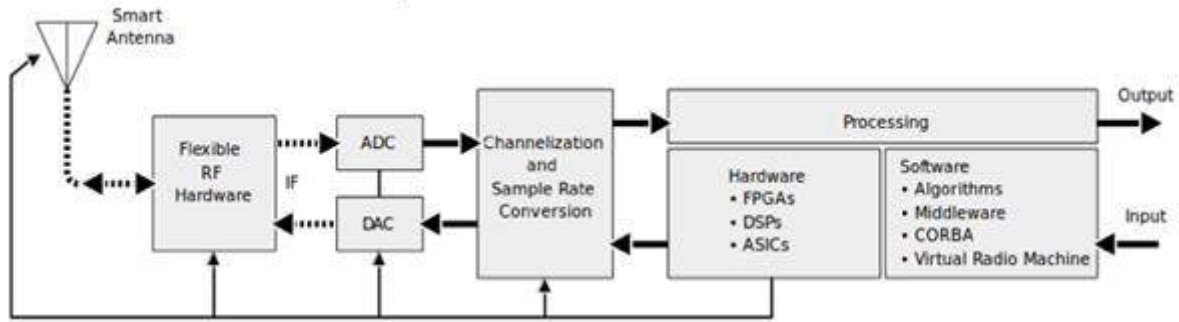 Smart
Antenna
Flexible
RF
Hardware
IF
ADC
DAC
Channelization
and
Sample Rate
Conversion
Processing
Hardware
• FPGAs
• DSPs
• ASICs
Software
• Algorithms
• Middleware
• CORBA
• Virtual Radio Machine
Output
Input